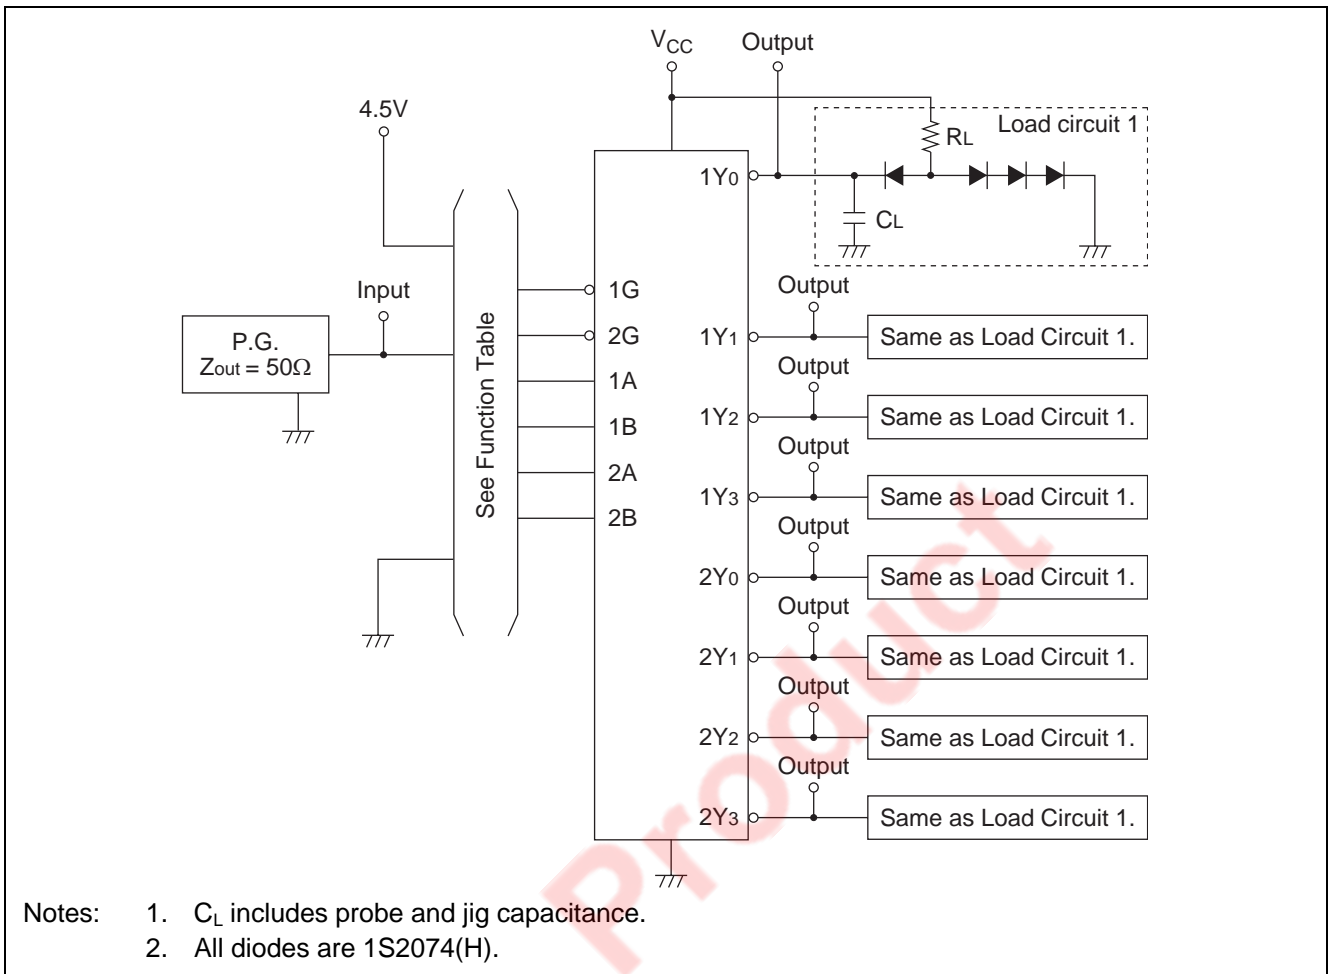 VCC
Output
4.5V
Load circuit 1
RL
1Y0
CL
Output
1G
Input
P.G.
Zout = 50Ω
See Function Table
2G
1Y1
Same as Load Circuit 1.
Output
1A
1B
1Y2
Same as Load Circuit 1.
Output
2A
1Y3
Same as Load Circuit 1.
2B
Output
2Y0
Same as Load Circuit 1.
Output
2Y1
Same as Load Circuit 1.
Output
2Y2
Same as Load Circuit 1.
Output
2Y3
Same as Load Circuit 1.
Product
Notes: 1. CL includes probe and jig capacitance.
2. All diodes are 1S2074(H).